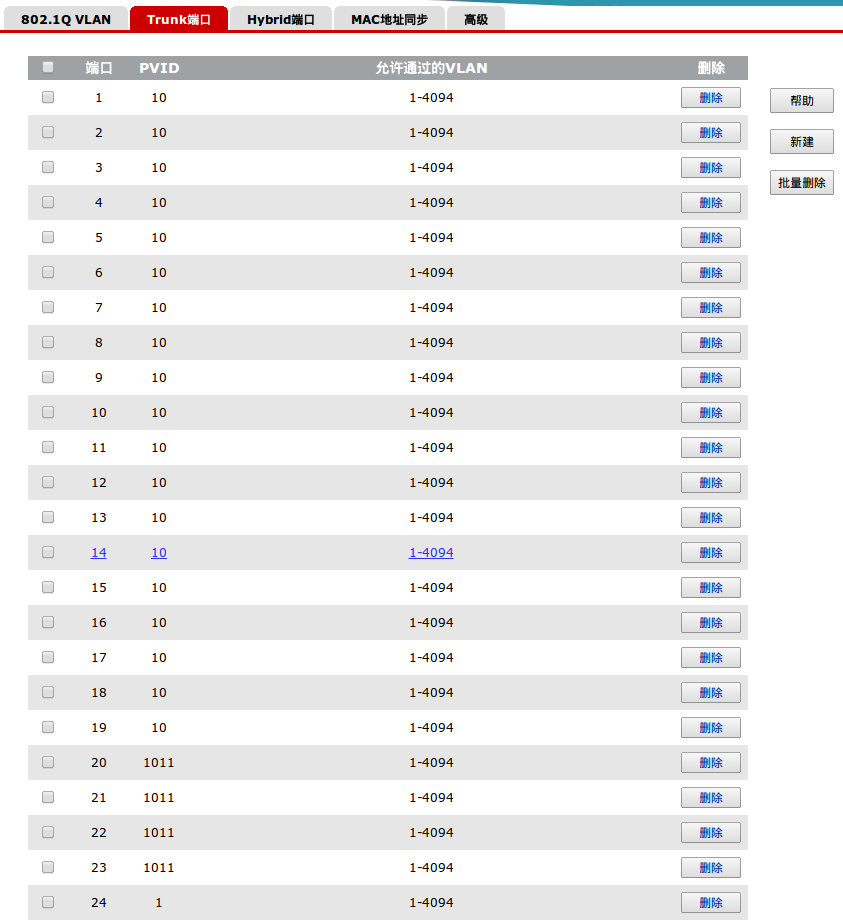 802.1Q VLAN Trunk端口 Hybrid端口 MAC地址同步 高级
端口 PVID 允许通过的VLAN 删除
1 10 1-4094 删除 帮助
2 10 1-4094 删除 新建
3 10 1-4094 删除 批量删除
4 10 1-4094 删除
5 10 1-4094 删除
6 10 1-4094 删除
7 10 1-4094 删除
8 10 1-4094 删除
9 10 1-4094 删除
10 10 1-4094 删除
11 10 1-4094 删除
12 10 1-4094 删除
13 10 1-4094 删除
14 10 1-4094 删除
15 10 1-4094 删除
16 10 1-4094 删除
17 10 1-4094 删除
18 10 1-4094 删除
19 10 1-4094 删除
20 1011 1-4094 删除
21 1011 1-4094 删除
22 1011 1-4094 删除
23 1011 1-4094 删除
24 1 1-4094 删除